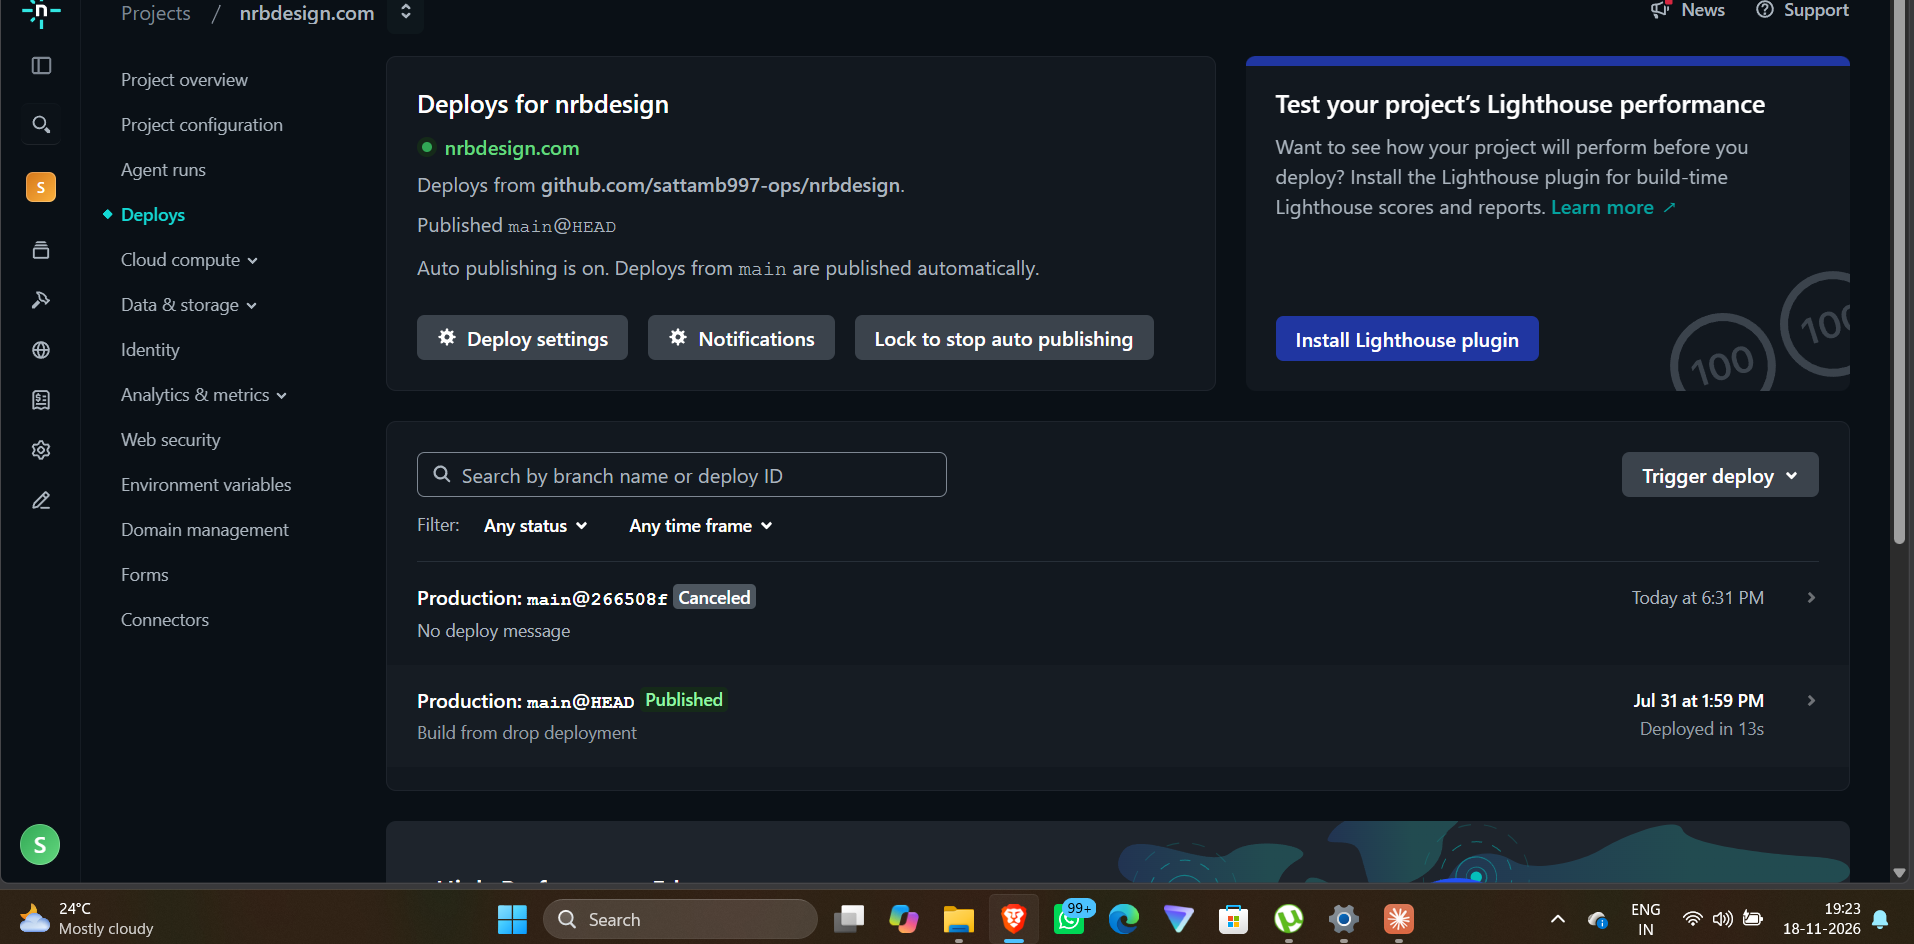 Projects / nrbdesign.com
News
Support
Project overview
Project configuration
Agent runs
Deploys
Cloud compute
Data & storage
Identity
Analytics & metrics
Web security
Environment variables
Domain management
Forms
Connectors
S
S
Deploys for nrbdesign
nrbdesign.com
Deploys from github.com/sattamb997-ops/nrbdesign.
Published main@HEAD
Auto publishing is on. Deploys from main are published automatically.
Deploy settings
Notifications
Lock to stop auto publishing
Test your project's Lighthouse performance
Want to see how your project will perform before you
deploy? Install the Lighthouse plugin for build-time
Lighthouse scores and reports. Learn more ↗
Install Lighthouse plugin
100
100
Search by branch name or deploy ID
Trigger deploy
Filter: Any status Any time frame
Production: main@266508f Canceled
Today at 6:31 PM
No deploy message
Production: main@HEAD Published
Jul 31 at 1:59 PM
Build from drop deployment
Deployed in 13s
24°C
Mostly cloudy
Search
99+
ENG
IN
19:23
18-11-2026